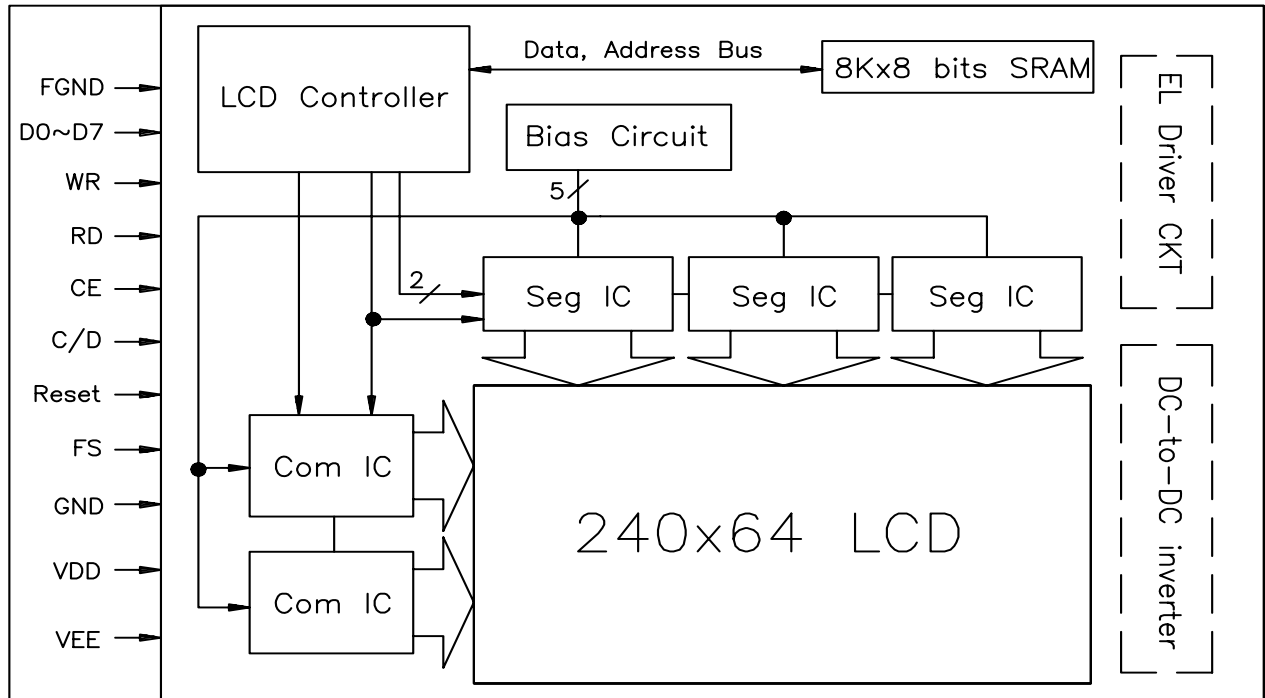 FGND
D0~D7
WR
RD
CE
C/D
Reset
FS
GND
VDD
VEE
LCD Controller
Data, Address Bus
8Kx8 bits SRAM
Bias Circuit
5
2
Seg IC
Seg IC
Seg IC
Com IC
Com IC
240x64 LCD
EL Driver CKT
DC-to-DC inverter